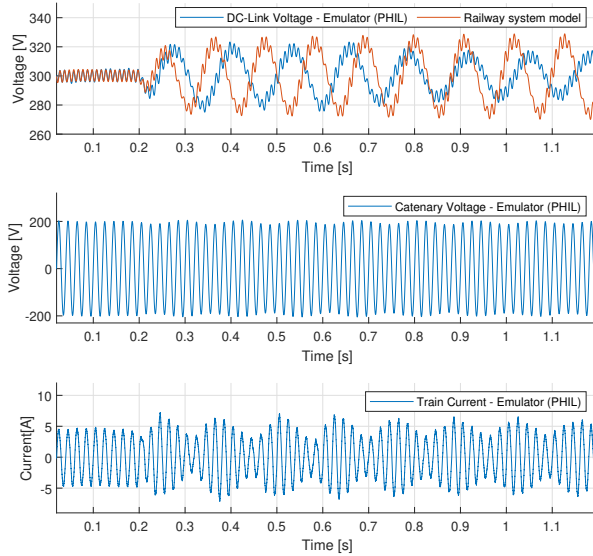 DC-Link Voltage - Emulator (PHIL) Railway system model
340
320
300
280
260
Voltage [V]
0.1 0.2 0.3 0.4 0.5 0.6 0.7 0.8 0.9 1 1.1
Time [s]
Catenary Voltage - Emulator (PHIL)
200
0
-200
Voltage [V]
0.1 0.2 0.3 0.4 0.5 0.6 0.7 0.8 0.9 1 1.1
Time [s]
Train Current - Emulator (PHIL)
10
5
0
-5
Current[A]
0.1 0.2 0.3 0.4 0.5 0.6 0.7 0.8 0.9 1 1.1
Time [s]